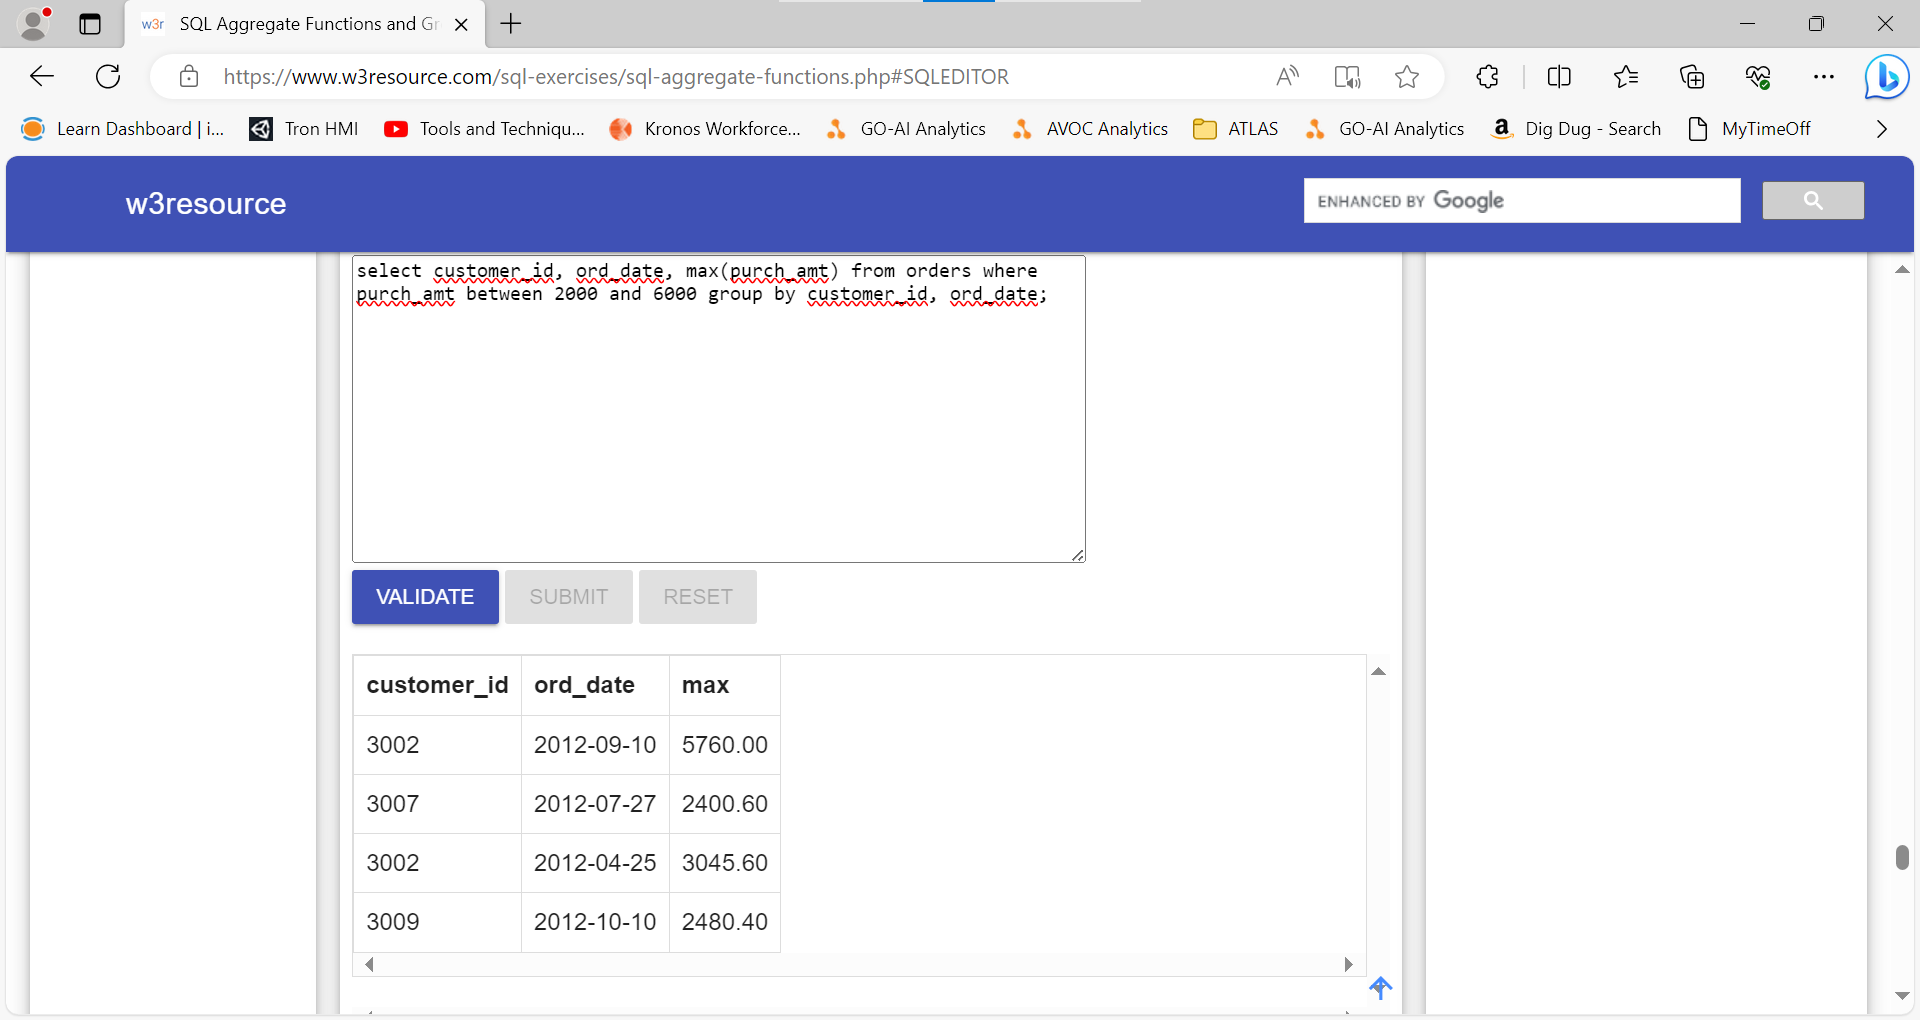 w3r SQL Aggregate Functions and Gr
https://www.w3resource.com/sql-exercises/sql-aggregate-functions.php#SQLEDITOR
Learn Dashboard | i... Tron HMI Tools and Techniqu... Kronos Workforce... GO-AI Analytics AVOC Analytics ATLAS GO-AI Analytics Dig Dug - Search MyTimeOff
w3resource ENHANCED BY Google
select customer_id, ord_date, max(purch_amt) from orders where
purch_amt between 2000 and 6000 group by customer_id, ord_date;
VALIDATE SUBMIT RESET
customer_id ord_date max
3002 2012-09-10 5760.00
3007 2012-07-27 2400.60
3002 2012-04-25 3045.60
3009 2012-10-10 2480.40